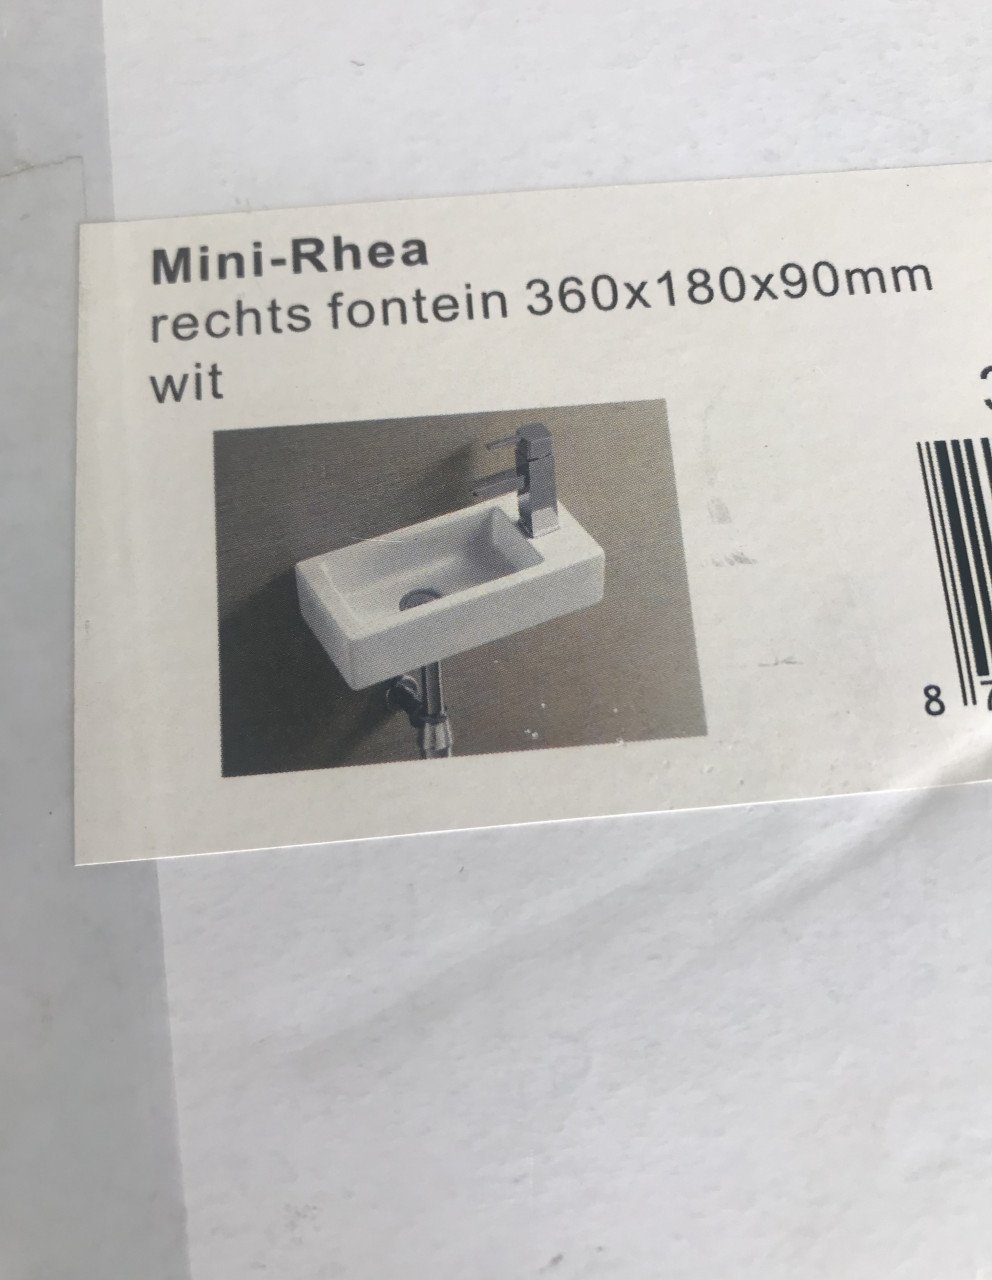 Mini-Rhea
rechts fontein 360x180x90mm
wit
8